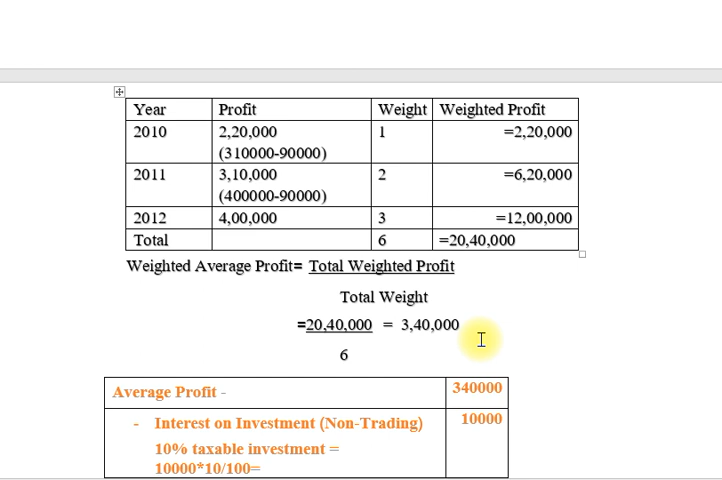 Year Profit Weight Weighted Profit
2010 2,20,000 1 =2,20,000
(310000-90000)
2011 3,10,000 2 =6,20,000
(400000-90000)
2012 4,00,000 3 =12,00,000
Total 6 =20,40,000
Weighted Average Profit= Total Weighted Profit
Total Weight
=20,40,000 = 3,40,000
6
Average Profit - 340000
- Interest on Investment (Non-Trading) 10000
10% taxable investment =
10000*10/100=